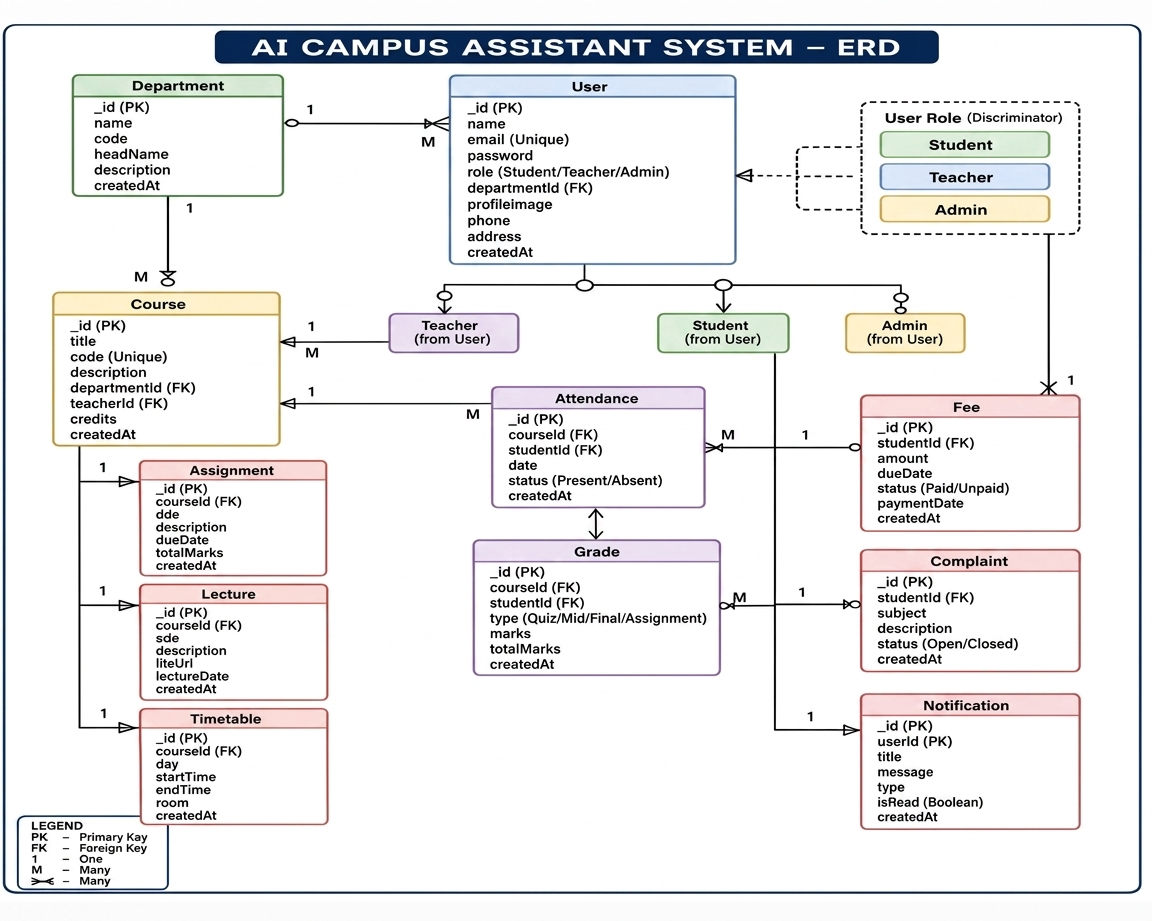 AI CAMPUS ASSISTANT SYSTEM – ERD
Department
_id (PK)
name
code
headName
description
createdAt
1
M
User
_id (PK)
name
email (Unique)
password
role (Student/Teacher/Admin)
departmentId (FK)
profileimage
phone
address
createdAt
User Role (Discriminator)
Student
Teacher
Admin
1
M
Course
_id (PK)
title
code (Unique)
description
departmentId (FK)
teacherId (FK)
credits
createdAt
1
M
Teacher
(from User)
Student
(from User)
Admin
(from User)
1
M
Attendance
_id (PK)
courseId (FK)
studentId (FK)
date
status (Present/Absent)
createdAt
M
1
1
Fee
_id (PK)
studentId (FK)
amount
dueDate
status (Paid/Unpaid)
paymentDate
createdAt
1
Assignment
_id (PK)
courseId (FK)
dde
description
dueDate
totalMarks
createdAt
Grade
_id (PK)
courseId (FK)
studentId (FK)
type (Quiz/Mid/Final/Assignment)
marks
totalMarks
createdAt
M
1
Complaint
_id (PK)
studentId (FK)
subject
description
status (Open/Closed)
createdAt
1
Lecture
_id (PK)
courseId (FK)
sde
description
liteUrl
lectureDate
createdAt
1
Notification
_id (PK)
userId (PK)
title
message
type
isRead (Boolean)
createdAt
1
Timetable
_id (PK)
courseId (FK)
day
startTime
endTime
room
createdAt
LEGEND
PK – Primary Kay
FK – Foreign Key
1 – One
M – Many
– Many